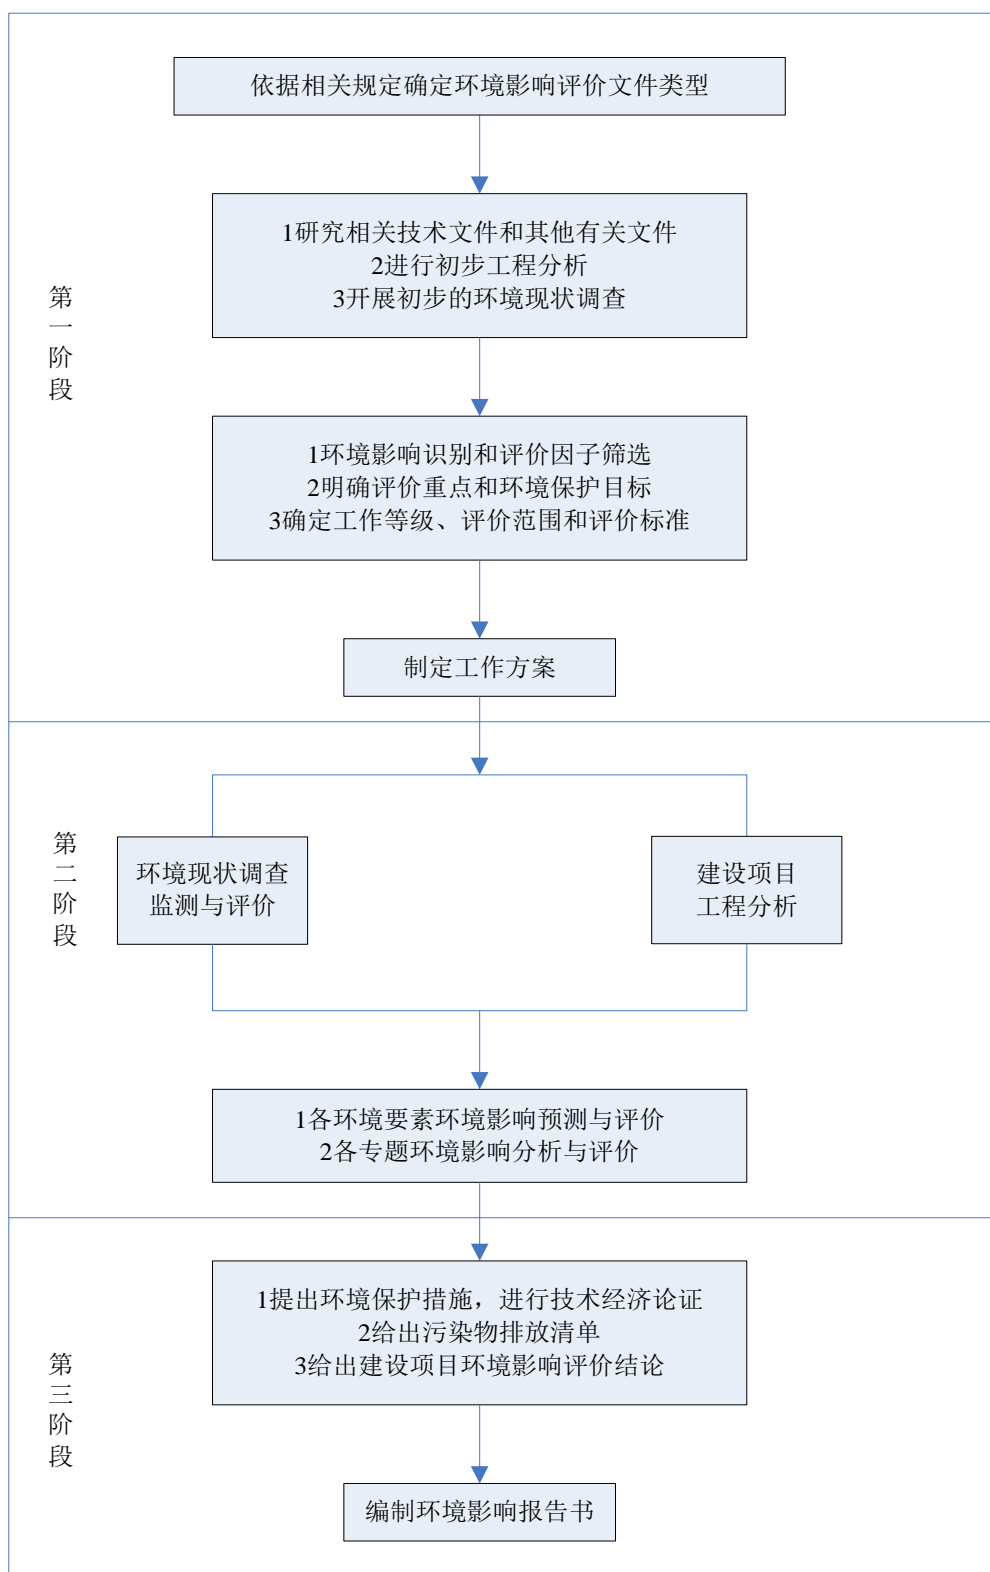 依据相关规定确定环境影响评价文件类型
1研究相关技术文件和其他有关文件
2进行初步工程分析
3开展初步的环境现状调查
第
一
阶
段
1环境影响识别和评价因子筛选
2明确评价重点和环境保护目标
3确定工作等级、评价范围和评价标准
制定工作方案
第
二
阶
段
环境现状调查
监测与评价
建设项目
工程分析
1各环境要素环境影响预测与评价
2各专题环境影响分析与评价
1提出环境保护措施，进行技术经济论证
2给出污染物排放清单
3给出建设项目环境影响评价结论
第
三
阶
段
编制环境影响报告书